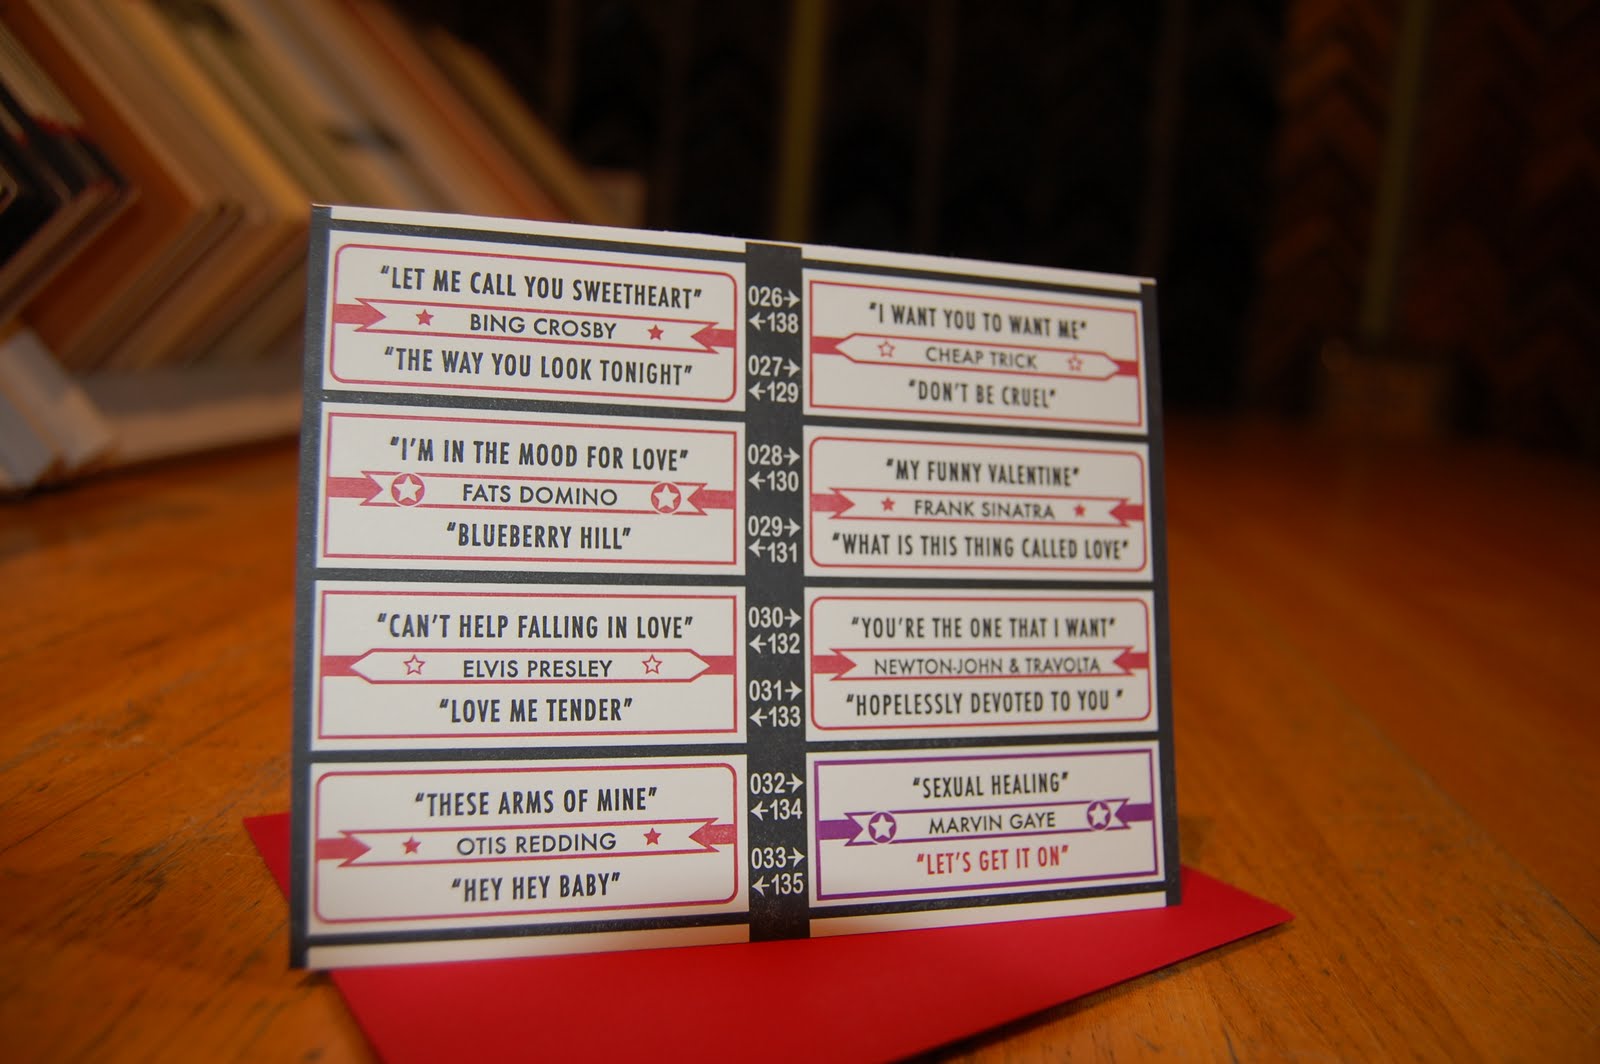 "LET ME CALL YOU SWEETHEART"
BING CROSBY
"THE WAY YOU LOOK TONIGHT"
"I'M IN THE MOOD FOR LOVE"
FATS DOMINO
"BLUEBERRY HILL"
"CAN'T HELP FALLING IN LOVE"
ELVIS PRESLEY
"LOVE ME TENDER"
"THESE ARMS OF MINE"
OTIS REDDING
"HEY HEY BABY"
026→
←138
027→
←129
028→
←130
029→
←131
030→
←132
031→
←133
032→
←134
033→
←135
"I WANT YOU TO WANT ME"
CHEAP TRICK
"DON'T BE CRUEL"
"MY FUNNY VALENTINE"
FRANK SINATRA
"WHAT IS THIS THING CALLED LOVE"
"YOU'RE THE ONE THAT I WANT"
NEWTON-JOHN & TRAVOLTA
"HOPELESSLY DEVOTED TO YOU "
"SEXUAL HEALING"
MARVIN GAYE
"LET'S GET IT ON"